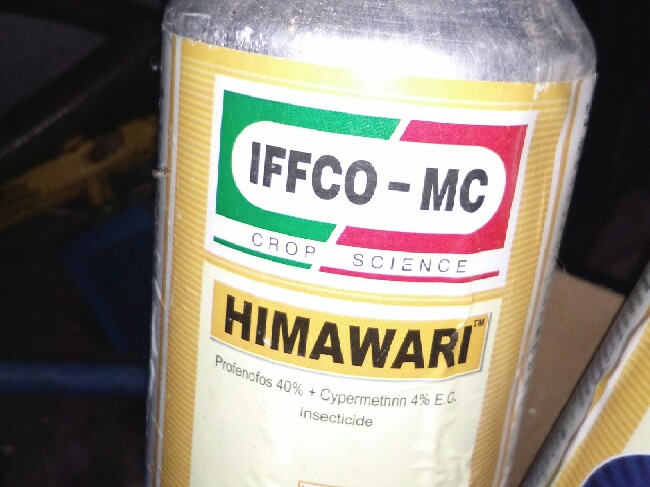 IFFCO - MC
CROP SCIENCE
HIMAWARI™
Profenofos 40% + Cypermethrin 4% E.C.
Insecticide